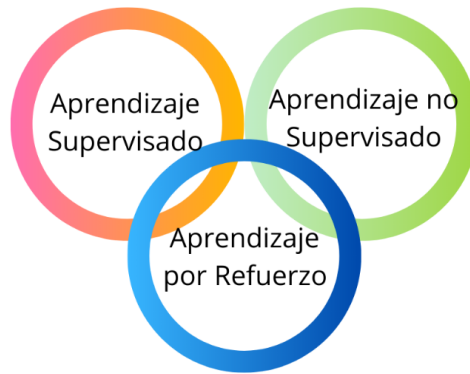 Aprendizaje
Supervisado
Aprendizaje no
Supervisado
Aprendizaje
por Refuerzo